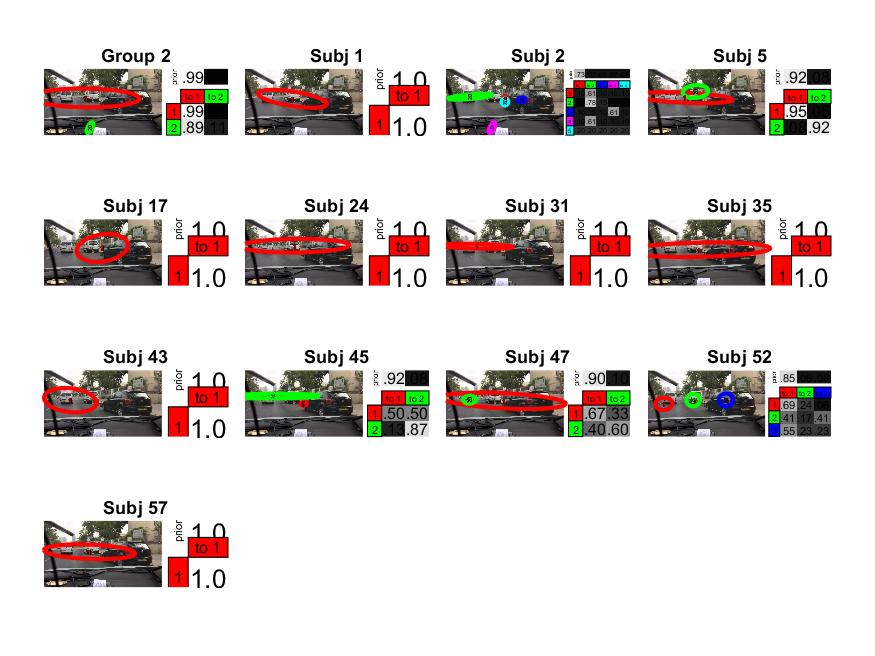 Group 2
Subj 1
Subj 2
Subj 5
prior .99
to 1 to 2
1 .99
2 .89 .11
prior 1.0
to 1
1 1.0
prior .73
.61
.78
.61
.61
.20 .20 .20 .20 .20
prior .92 .08
to 1 to 2
1 .95 .05
2 .08 .92
Subj 17
Subj 24
Subj 31
Subj 35
prior 1.0
to 1
1 1.0
prior 1.0
to 1
1 1.0
prior 1.0
to 1
1 1.0
prior 1.0
to 1
1 1.0
Subj 43
Subj 45
Subj 47
Subj 52
prior 1.0
to 1
1 1.0
prior .92 .08
to 1 to 2
1 .50 .50
2 .13 .87
prior .90 .10
to 1 to 2
1 .67 .33
2 .40 .60
prior .85
to 1 to 2
1 .69 .24
2 .41 .17 .41
.55 .23 .23
Subj 57
prior 1.0
to 1
1 1.0